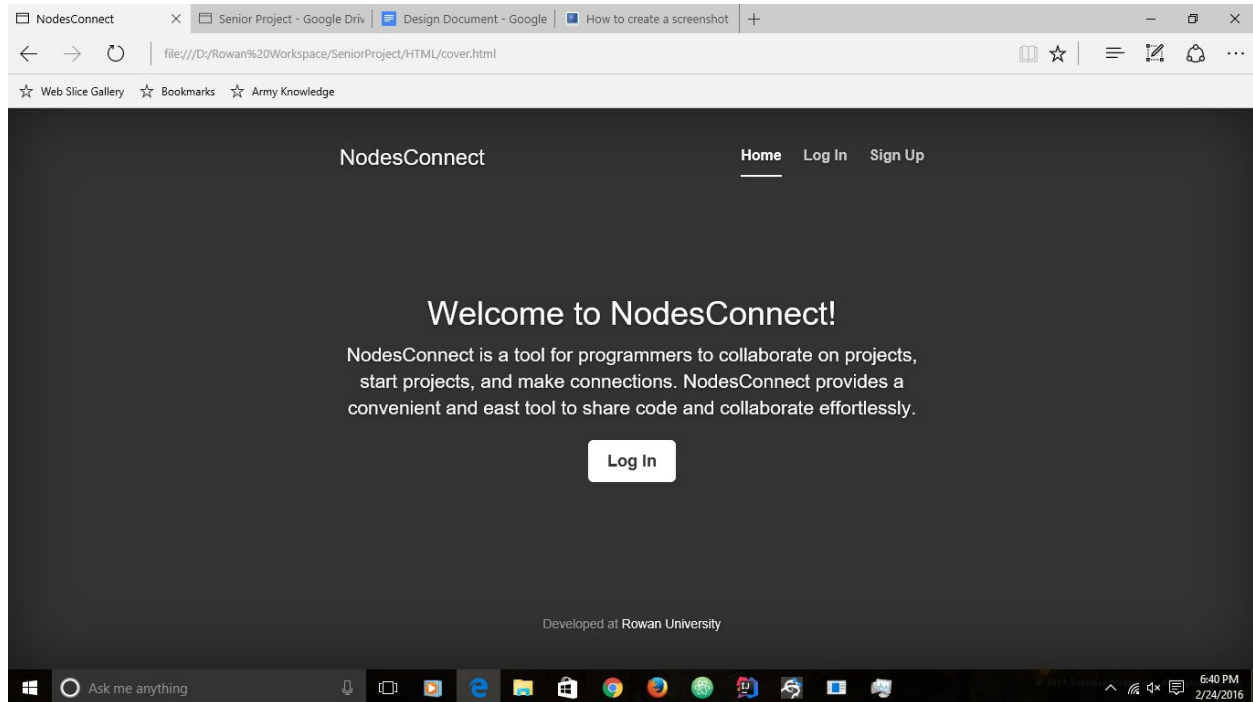 NodesConnect
Senior Project - Google Driv
Design Document - Google
How to create a screenshot
file:///D:/Rowan%20Workspace/SeniorProject/HTML/cover.html
Web Slice Gallery
Bookmarks
Army Knowledge
NodesConnect
Home
Log In
Sign Up
Welcome to NodesConnect!
NodesConnect is a tool for programmers to collaborate on projects,
start projects, and make connections. NodesConnect provides a
convenient and east tool to share code and collaborate effortlessly.
Log In
Developed at Rowan University
Ask me anything
6:40 PM
2/24/2016